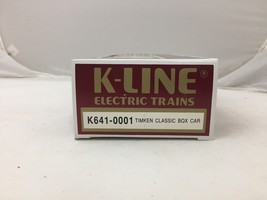 K-LINE®
ELECTRIC TRAINS
K641-0001 TIMKEN CLASSIC BOX CAR